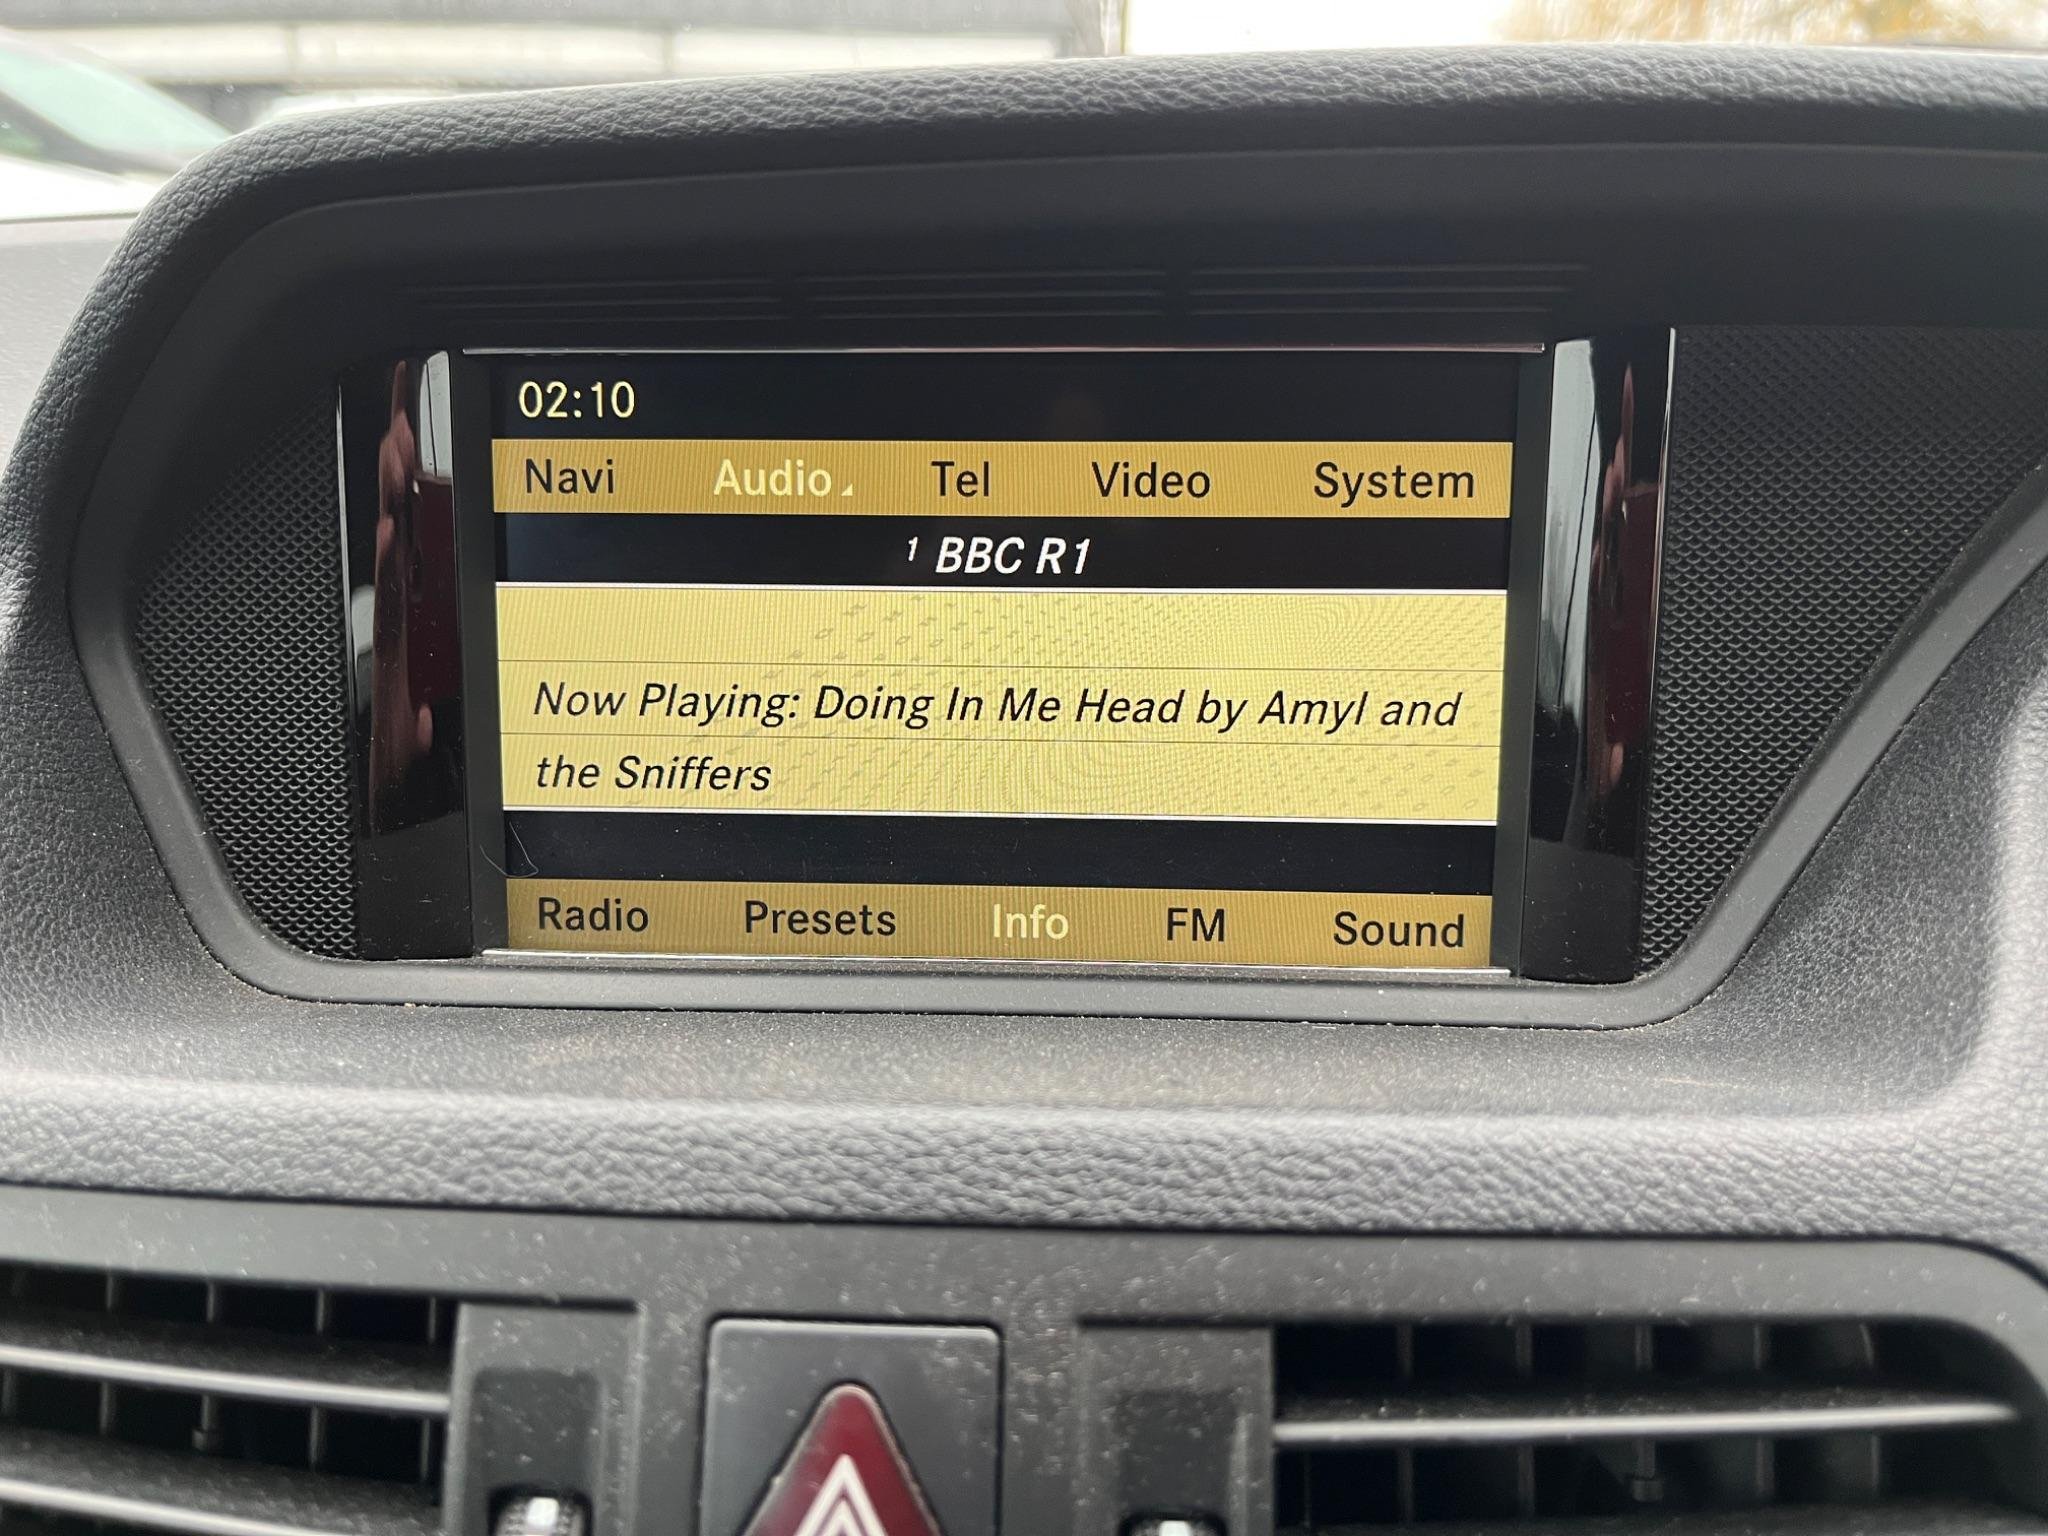 02:10
Navi Audio Tel Video System
1 BBC R1
Now Playing: Doing In Me Head by Amyl and
the Sniffers
Radio Presets Info FM Sound